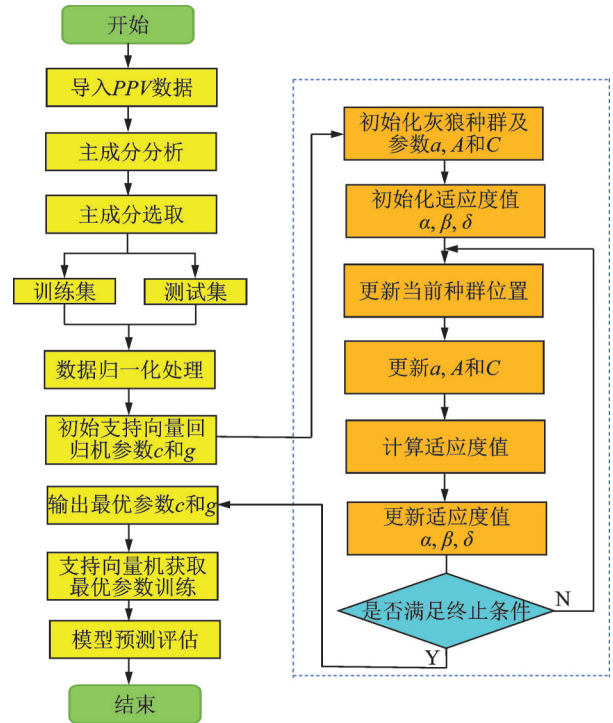 开始
导入PPV数据
主成分分析
主成分选取
训练集
测试集
数据归一化处理
初始支持向量回
归机参数c和g
初始化灰狼种群及
参数a, A和C
初始化适应度值
α, β, δ
更新当前种群位置
更新a, A和C
计算适应度值
更新适应度值
α, β, δ
是否满足终止条件
N
Y
输出最优参数c和g
支持向量机获取
最优参数训练
模型预测评估
结束